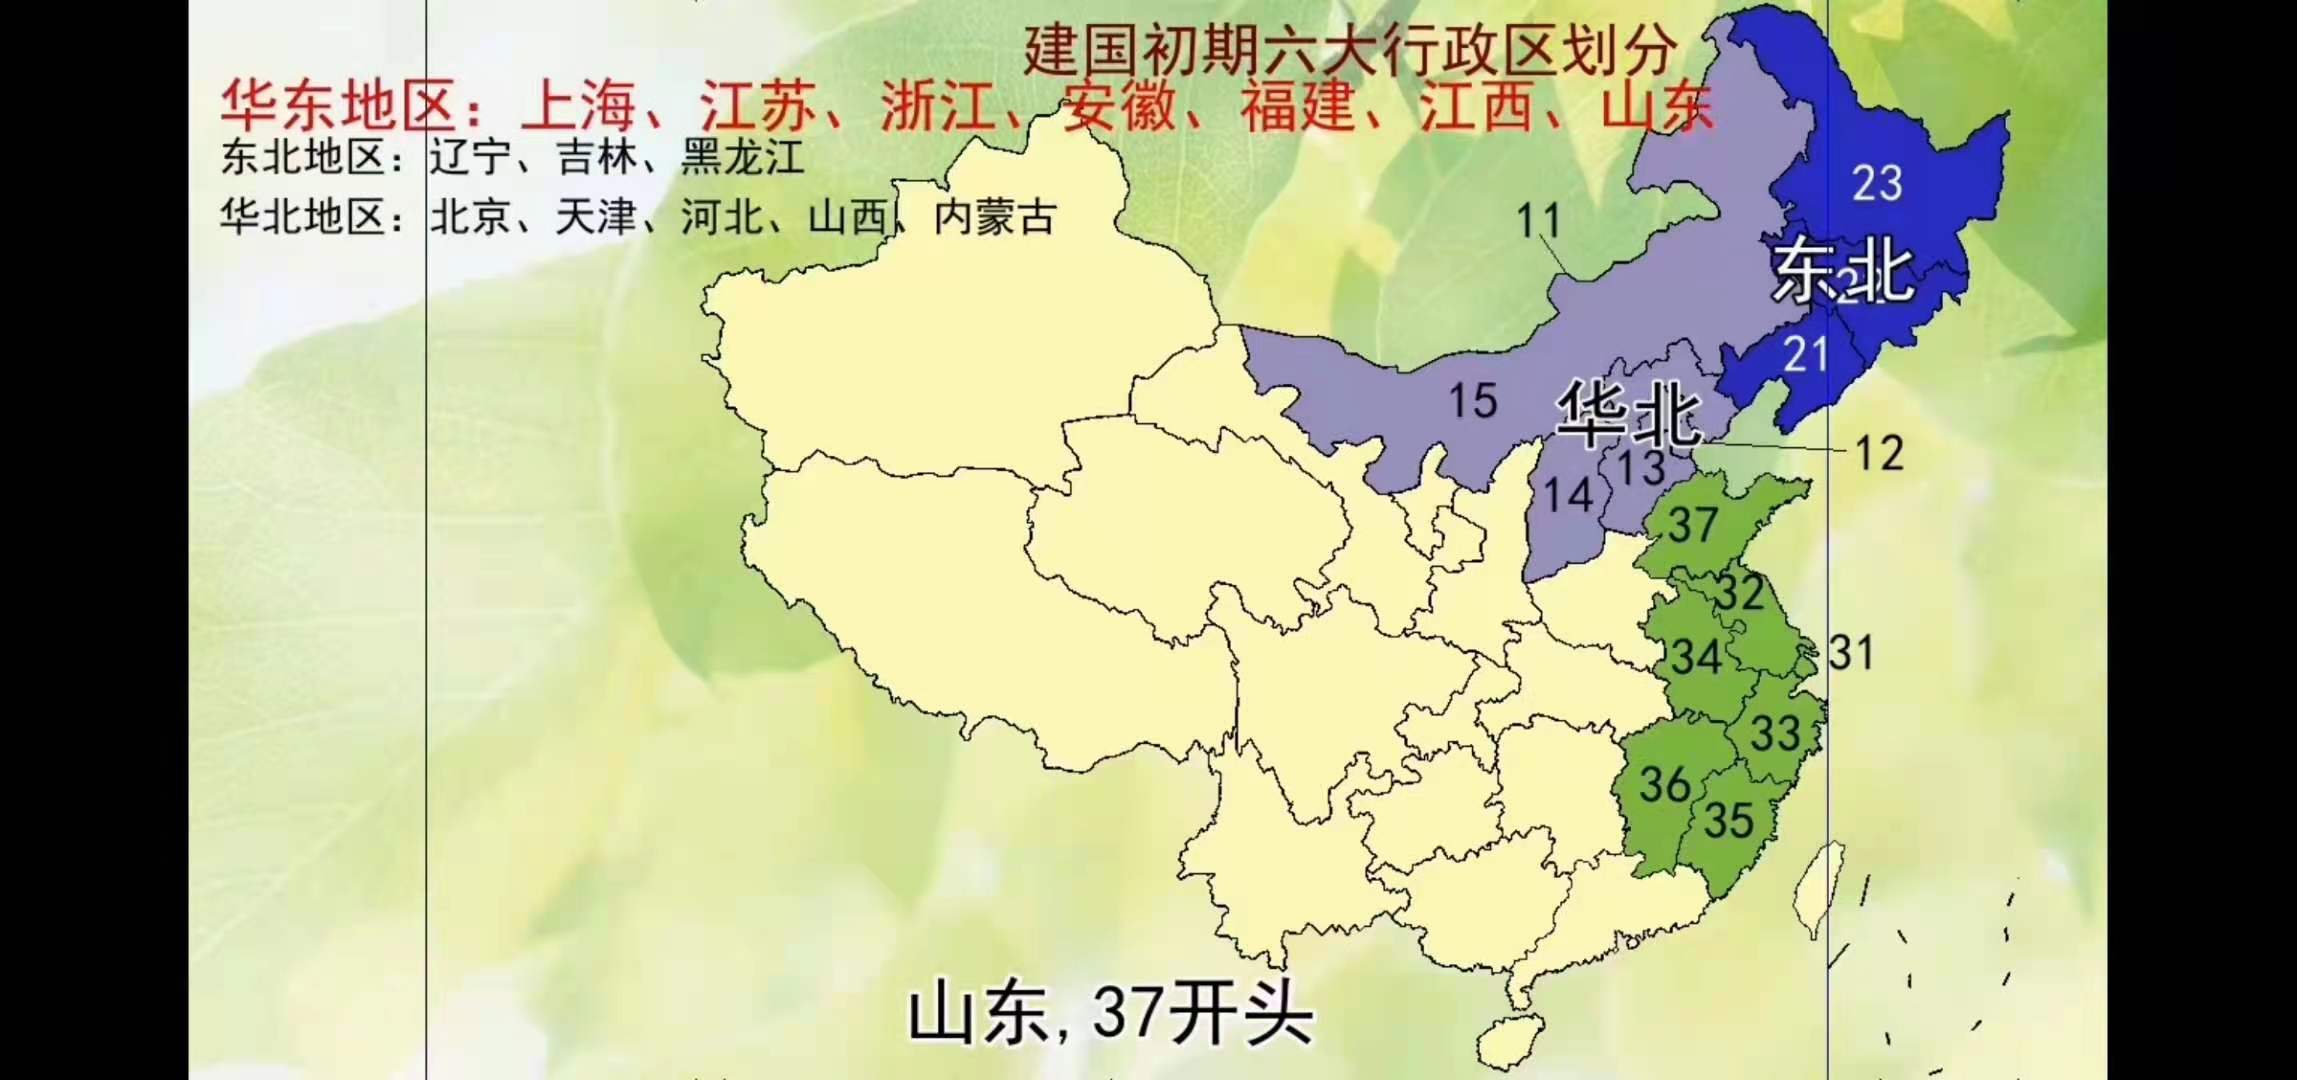 建国初期六大行政区划分
华东地区：上海、江苏、浙江、安徽、福建、江西、山东
东北地区：辽宁、吉林、黑龙江
华北地区：北京、天津、河北、山西、内蒙古
23
11
东北
22
21
15
华北
12
13
14
37
32
31
34
33
36
35
山东,37开头